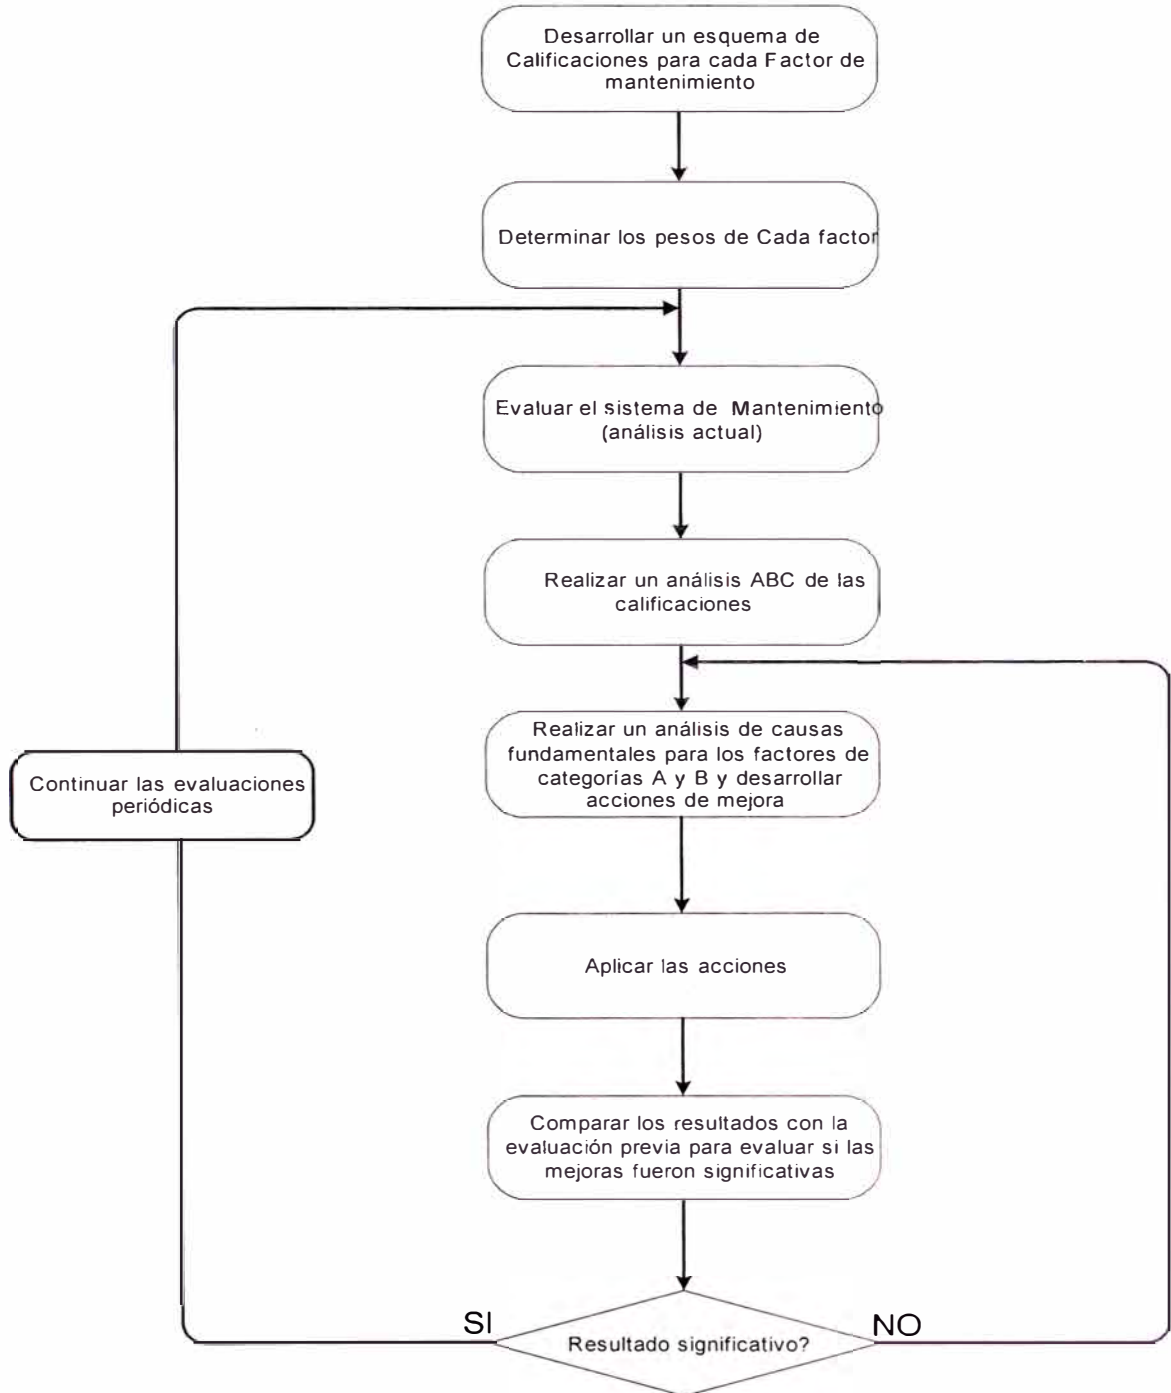 Desarrollar un esquema de
Calificaciones para cada Factor de
mantenimiento
Determinar los pesos de Cada factor
Evaluar el sistema de Mantenimiento
(análisis actual)
Realizar un análisis ABC de las
calificaciones
Realizar un análisis de causas
fundamentales para los factores de
categorías A y B y desarrollar
acciones de mejora
Continuar las evaluaciones
periódicas
Aplicar las acciones
Comparar los resultados con la
evaluación previa para evaluar si las
mejoras fueron significativas
SI
Resultado significativo?
NO